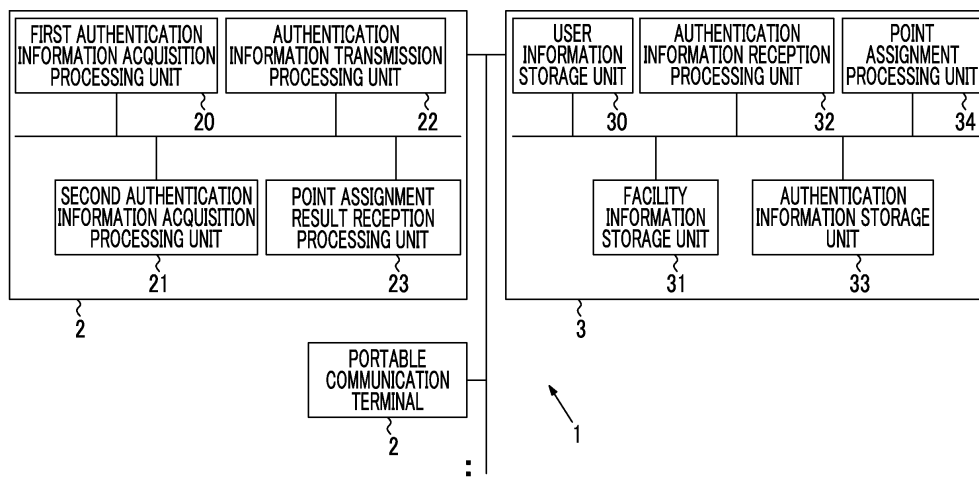 FIRST AUTHENTICATION
INFORMATION ACQUISITION
PROCESSING UNIT
20
AUTHENTICATION
INFORMATION TRANSMISSION
PROCESSING UNIT
22
SECOND AUTHENTICATION
INFORMATION ACQUISITION
PROCESSING UNIT
21
POINT ASSIGNMENT
RESULT RECEPTION
PROCESSING UNIT
23
2
USER
INFORMATION
STORAGE UNIT
30
AUTHENTICATION
INFORMATION RECEPTION
PROCESSING UNIT
32
POINT
ASSIGNMENT
PROCESSING UNIT
34
FACILITY
INFORMATION
STORAGE UNIT
31
AUTHENTICATION
INFORMATION STORAGE
UNIT
33
3
PORTABLE
COMMUNICATION
TERMINAL
2
1